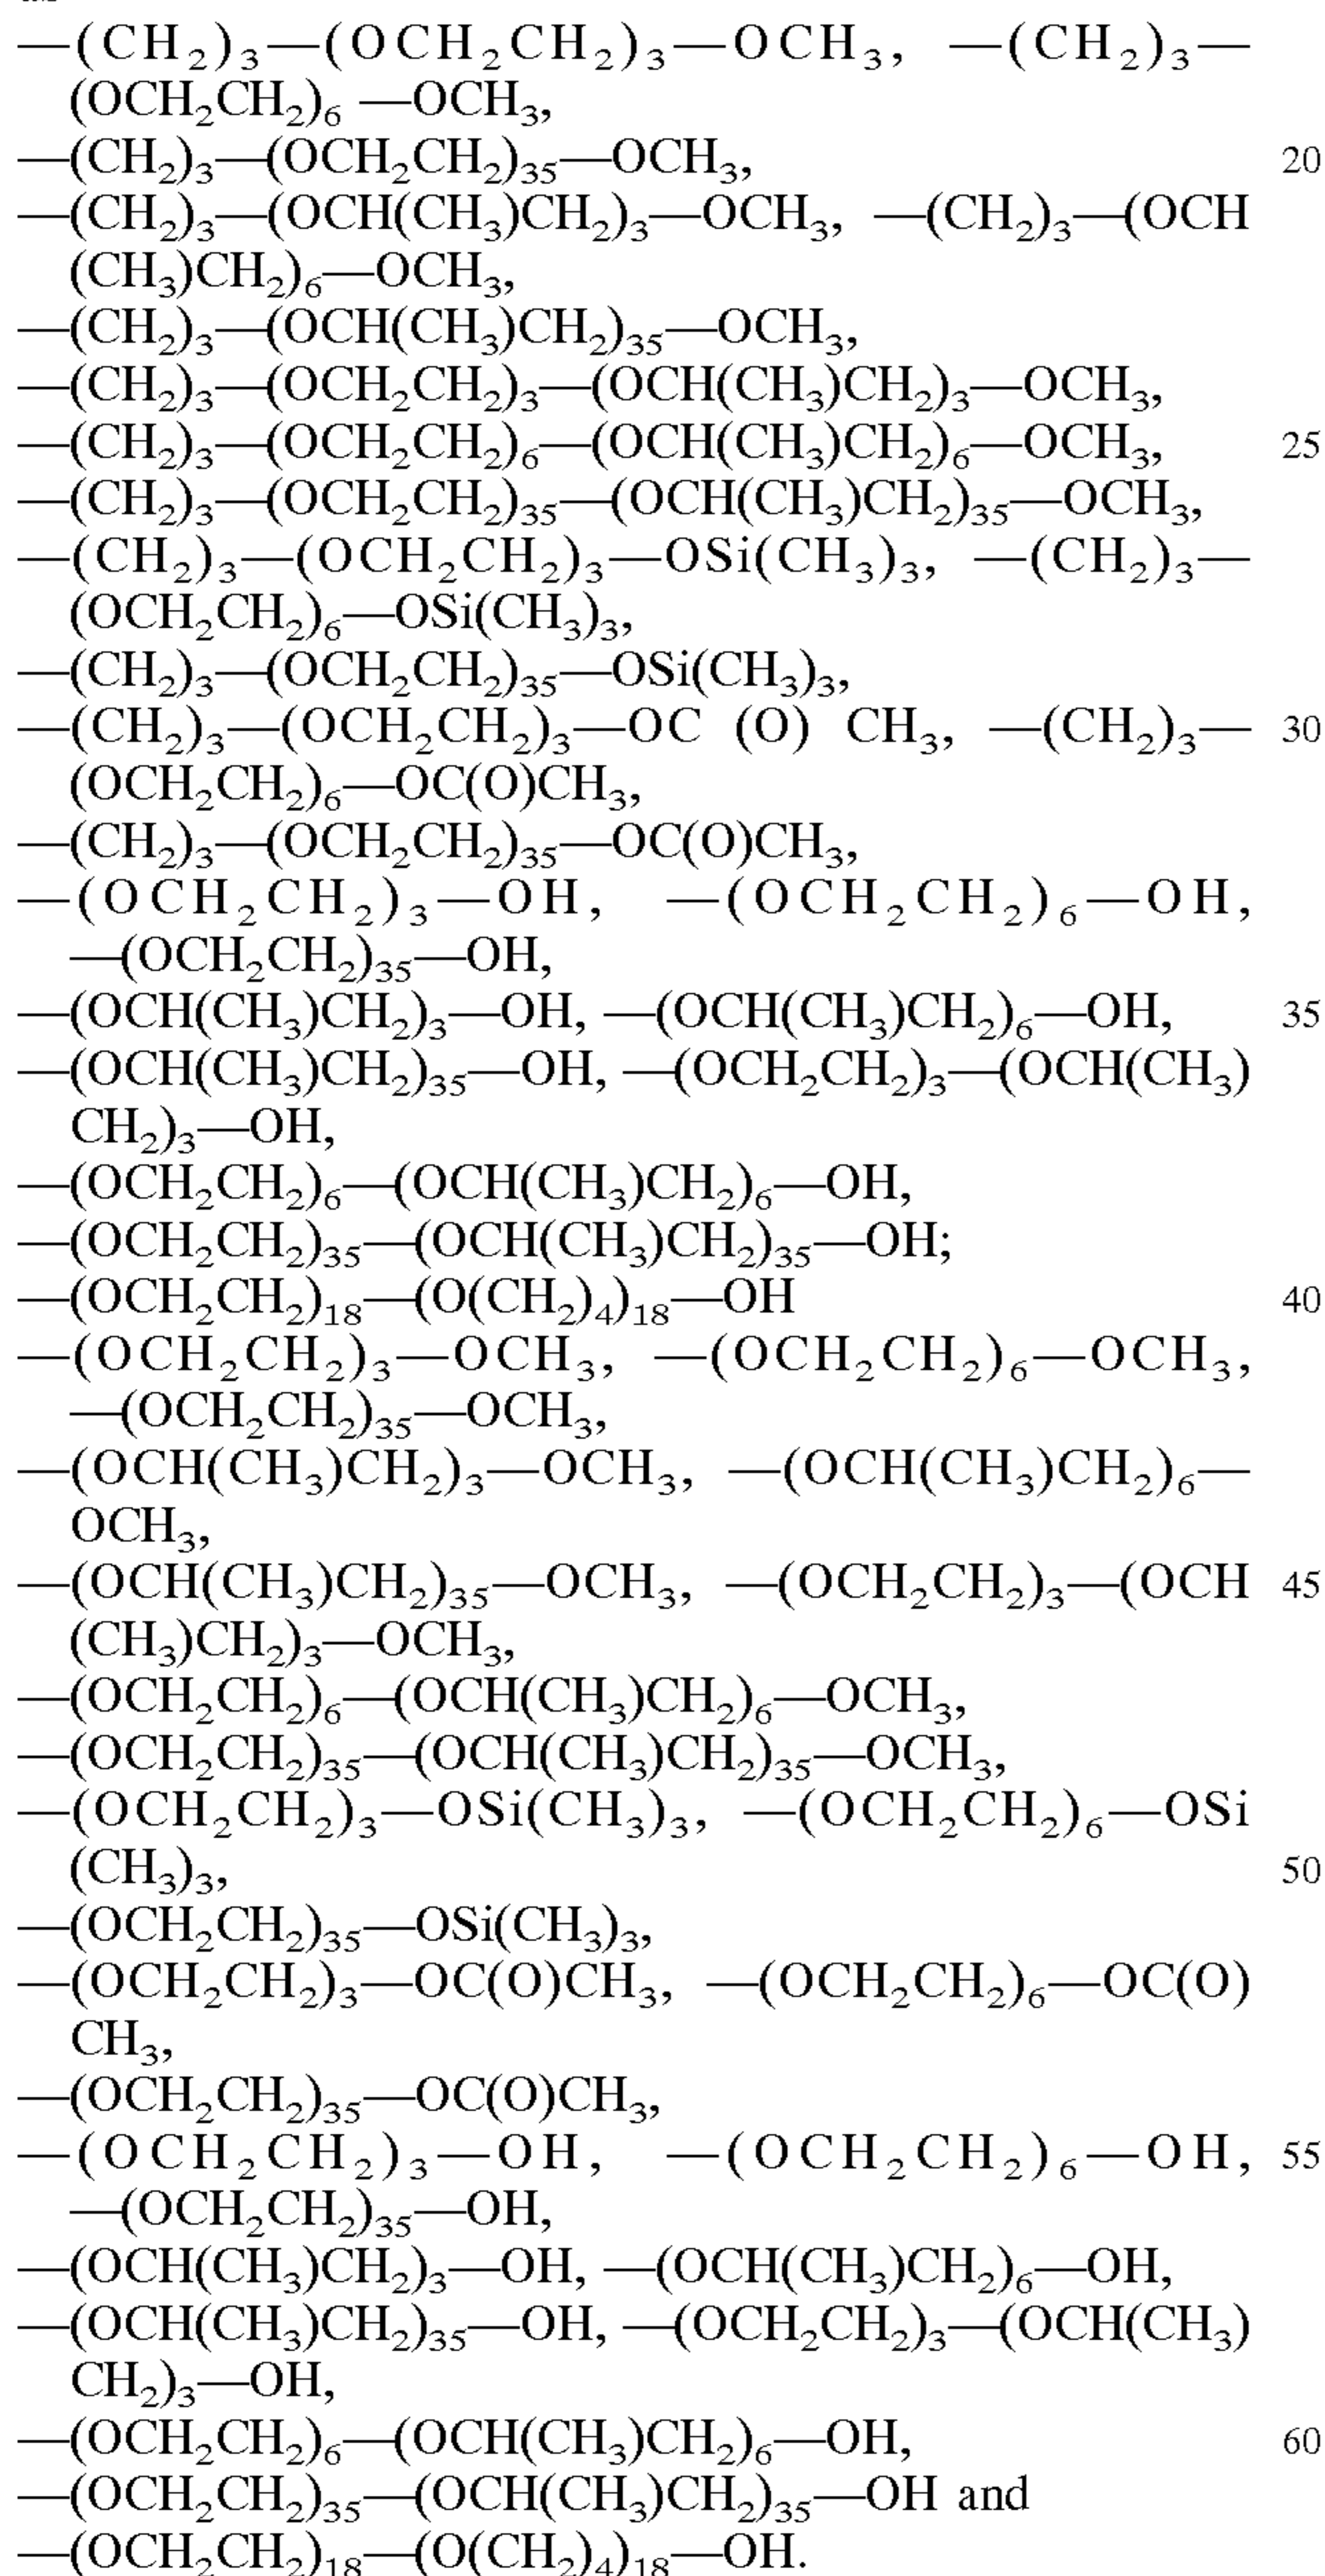 —(CH₂)₃—(OCH₂CH₂)₃—OCH₃, —(CH₂)₃—
(OCH₂CH₂)₆ —OCH₃,
—(CH₂)₃—(OCH₂CH₂)₃₅—OCH₃, 20
—(CH₂)₃—(OCH(CH₃)CH₂)₃—OCH₃, —(CH₂)₃—(OCH
(CH₃)CH₂)₆—OCH₃,
—(CH₂)₃—(OCH(CH₃)CH₂)₃₅—OCH₃,
—(CH₂)₃—(OCH₂CH₂)₃—(OCH(CH₃)CH₂)₃—OCH₃,
—(CH₂)₃—(OCH₂CH₂)₆—(OCH(CH₃)CH₂)₆—OCH₃, 25
—(CH₂)₃—(OCH₂CH₂)₃₅—(OCH(CH₃)CH₂)₃₅—OCH₃,
—(CH₂)₃—(OCH₂CH₂)₃—OSi(CH₃)₃, —(CH₂)₃—
(OCH₂CH₂)₆—OSi(CH₃)₃,
—(CH₂)₃—(OCH₂CH₂)₃₅—OSi(CH₃)₃,
—(CH₂)₃—(OCH₂CH₂)₃—OC (O) CH₃, —(CH₂)₃— 30
(OCH₂CH₂)₆—OC(O)CH₃,
—(CH₂)₃—(OCH₂CH₂)₃₅—OC(O)CH₃,
—(OCH₂CH₂)₃—OH, —(OCH₂CH₂)₆—OH,
—(OCH₂CH₂)₃₅—OH,
—(OCH(CH₃)CH₂)₃—OH, —(OCH(CH₃)CH₂)₆—OH, 35
—(OCH(CH₃)CH₂)₃₅—OH, —(OCH₂CH₂)₃—(OCH(CH₃)
CH₂)₃—OH,
—(OCH₂CH₂)₆—(OCH(CH₃)CH₂)₆—OH,
—(OCH₂CH₂)₃₅—(OCH(CH₃)CH₂)₃₅—OH;
—(OCH₂CH₂)₁₈—(O(CH₂)₄)₁₈—OH 40
—(OCH₂CH₂)₃—OCH₃, —(OCH₂CH₂)₆—OCH₃,
—(OCH₂CH₂)₃₅—OCH₃,
—(OCH(CH₃)CH₂)₃—OCH₃, —(OCH(CH₃)CH₂)₆—
OCH₃,
—(OCH(CH₃)CH₂)₃₅—OCH₃, —(OCH₂CH₂)₃—(OCH 45
(CH₃)CH₂)₃—OCH₃,
—(OCH₂CH₂)₆—(OCH(CH₃)CH₂)₆—OCH₃,
—(OCH₂CH₂)₃₅—(OCH(CH₃)CH₂)₃₅—OCH₃,
—(OCH₂CH₂)₃—OSi(CH₃)₃, —(OCH₂CH₂)₆—OSi
(CH₃)₃, 50
—(OCH₂CH₂)₃₅—OSi(CH₃)₃,
—(OCH₂CH₂)₃—OC(O)CH₃, —(OCH₂CH₂)₆—OC(O)
CH₃,
—(OCH₂CH₂)₃₅—OC(O)CH₃,
—(OCH₂CH₂)₃—OH, —(OCH₂CH₂)₆—OH, 55
—(OCH₂CH₂)₃₅—OH,
—(OCH(CH₃)CH₂)₃—OH, —(OCH(CH₃)CH₂)₆—OH,
—(OCH(CH₃)CH₂)₃₅—OH, —(OCH₂CH₂)₃—(OCH(CH₃)
CH₂)₃—OH,
—(OCH₂CH₂)₆—(OCH(CH₃)CH₂)₆—OH, 60
—(OCH₂CH₂)₃₅—(OCH(CH₃)CH₂)₃₅—OH and
—(OCH₂CH₂)₁₈—(O(CH₂)₄)₁₈—OH.